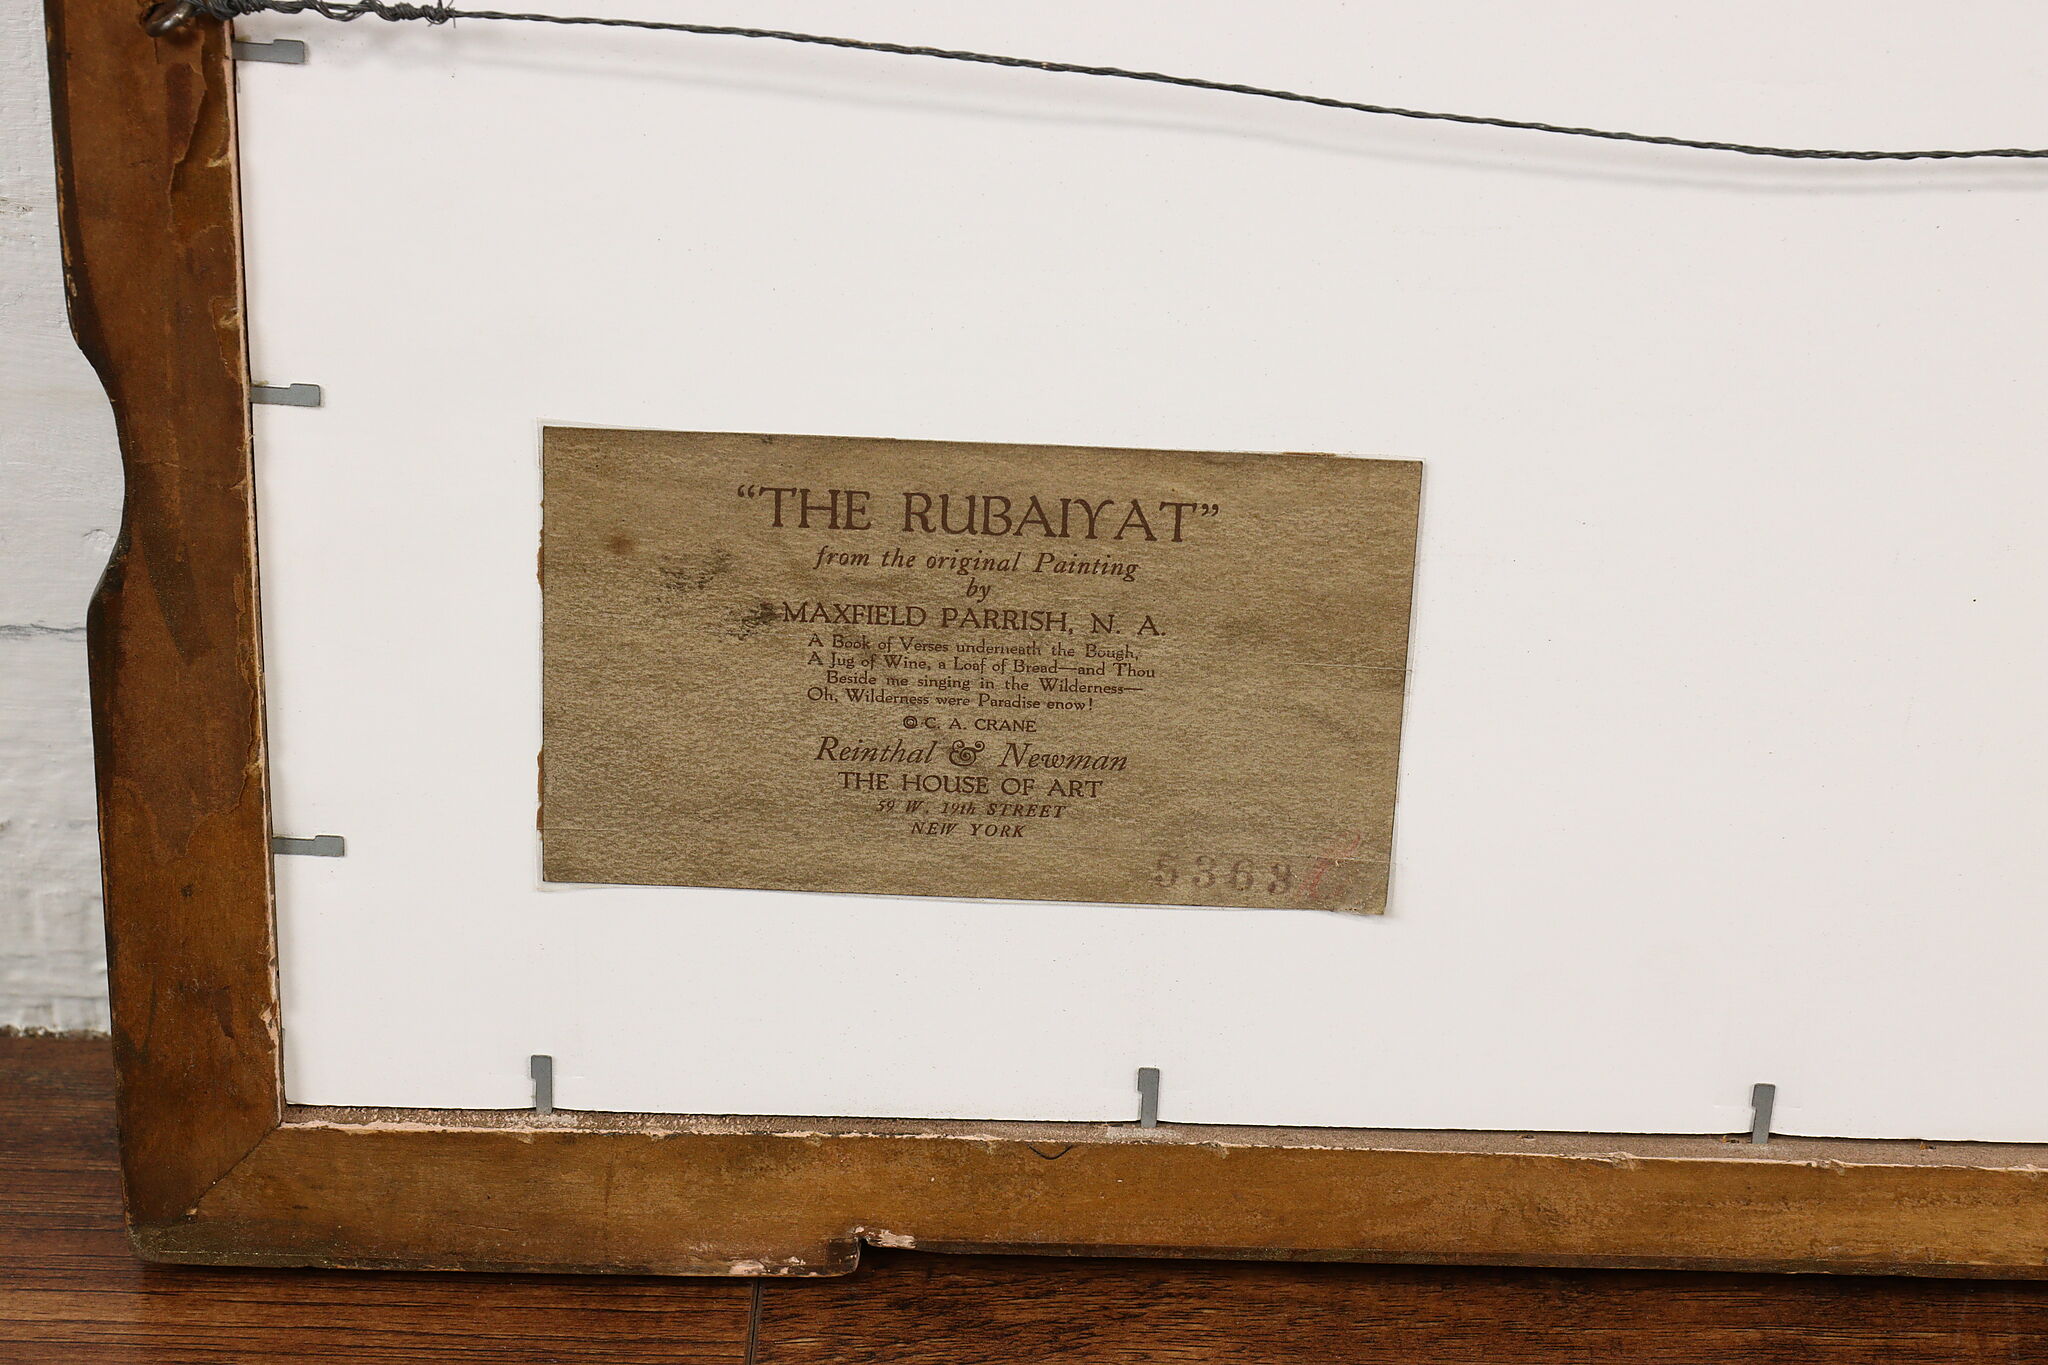 “THE RUBAIYAT”
from the original Painting
by
MAXFIELD PARRISH, N. A.
A Book of Verses underneath the Bough,
A Jug of Wine, a Loaf of Bread—and Thou
Beside me singing in the Wilderness—
Oh, Wilderness were Paradise enow!
© C. A. CRANE
Reinthal & Newman
THE HOUSE OF ART
59 W. 19th STREET
NEW YORK
5363